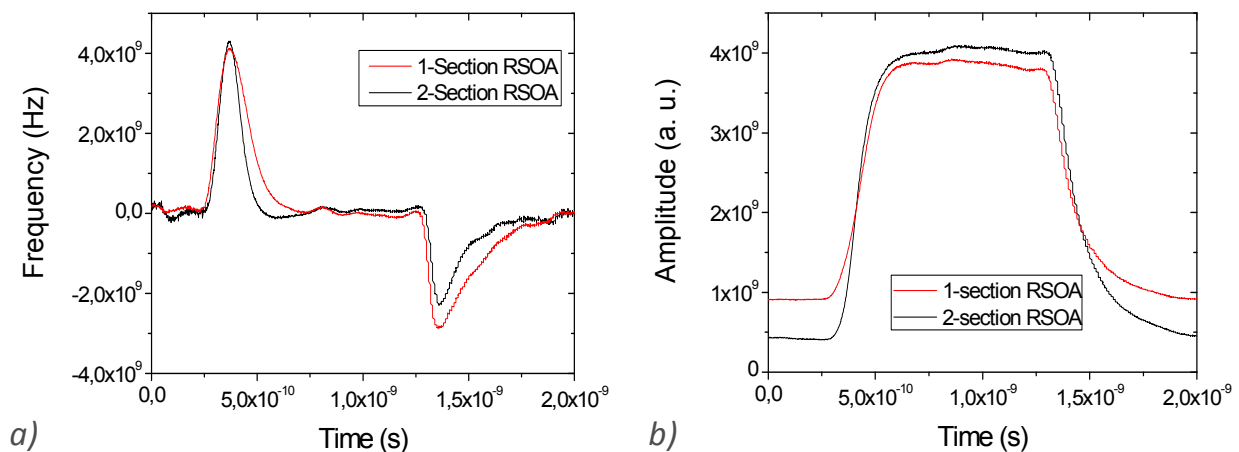 4,0x10⁹
2,0x10⁹
0,0
-2,0x10⁹
-4,0x10⁹
Frequency (Hz)
1-Section RSOA
2-Section RSOA
0,0
5,0x10⁻¹⁰
1,0x10⁻⁹
1,5x10⁻⁹
2,0x10⁻⁹
Time (s)
a)
4x10⁹
3x10⁹
2x10⁹
1x10⁹
0
Amplitude (a. u.)
1-section RSOA
2-section RSOA
0,0
5,0x10⁻¹⁰
1,0x10⁻⁹
1,5x10⁻⁹
2,0x10⁻⁹
Time (s)
b)